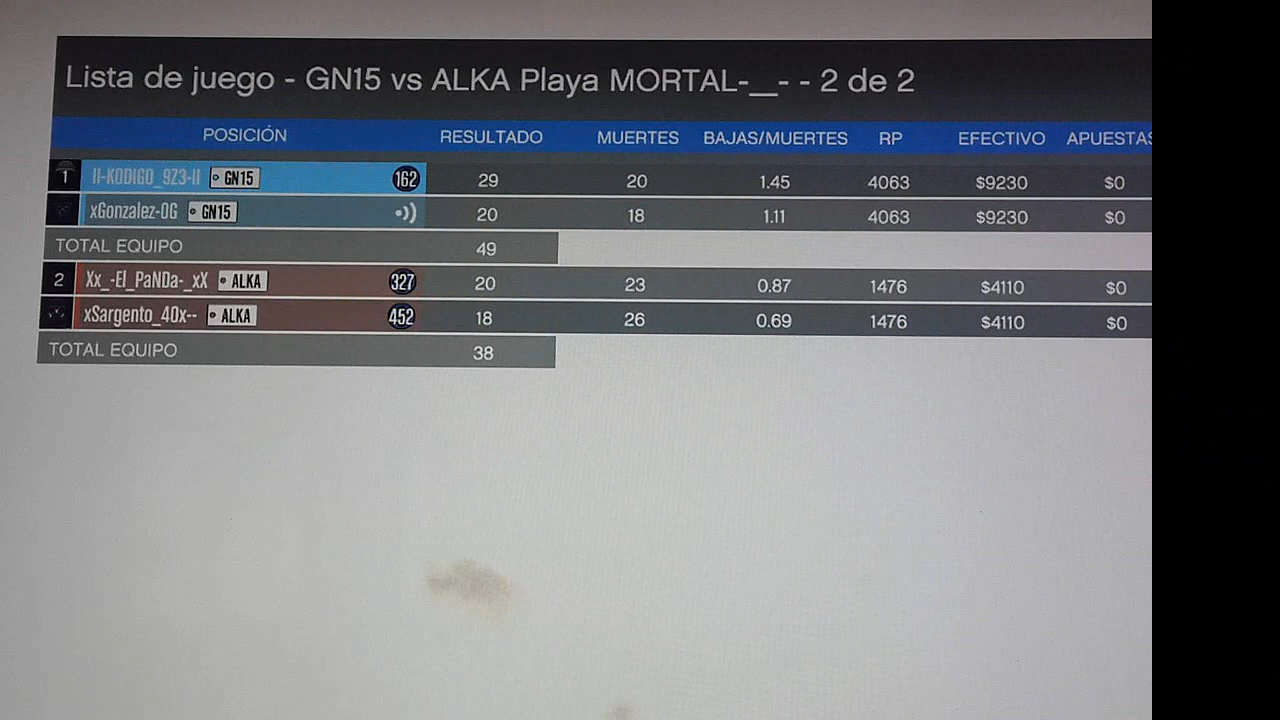 Lista de juego - GN15 vs ALKA Playa MORTAL-__- - 2 de 2
POSICIÓN RESULTADO MUERTES BAJAS/MUERTES RP EFECTIVO APUESTAS
1 II-KODIGO_9Z3-II GN15 162 29 20 1.45 4063 $9230 $0
xGonzalez-OG GN15 20 18 1.11 4063 $9230 $0
TOTAL EQUIPO 49
2 Xx_-El_PaNDa-_xX ALKA 327 20 23 0.87 1476 $4110 $0
xSargento_40x-- ALKA 452 18 26 0.69 1476 $4110 $0
TOTAL EQUIPO 38